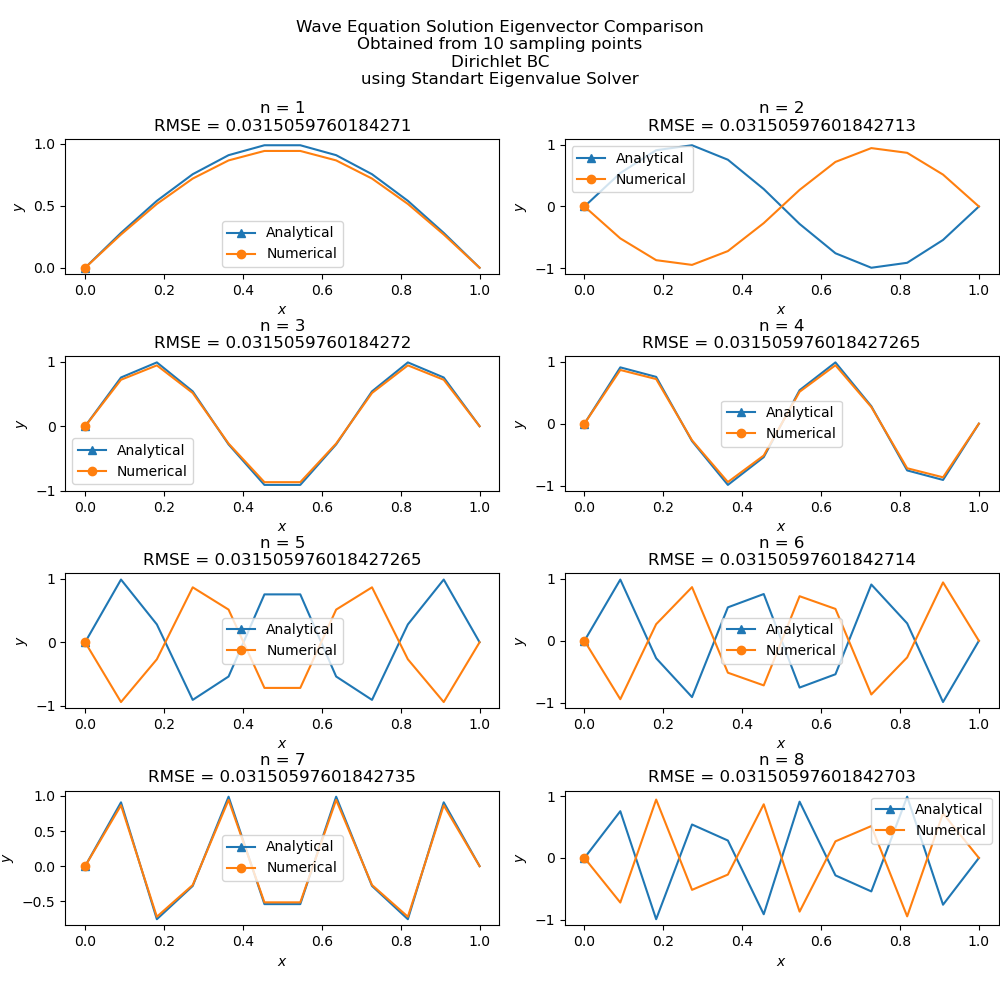 Wave Equation Solution Eigenvector Comparison
Obtained from 10 sampling points
Dirichlet BC
using Standart Eigenvalue Solver
n = 1
RMSE = 0.0315059760184271
1.0
0.5
0.0
y
Analytical
Numerical
0.0 0.2 0.4 0.6 0.8 1.0
x
n = 2
RMSE = 0.03150597601842713
1
0
−1
y
Analytical
Numerical
0.0 0.2 0.4 0.6 0.8 1.0
x
n = 3
RMSE = 0.0315059760184272
1
0
−1
y
Analytical
Numerical
0.0 0.2 0.4 0.6 0.8 1.0
x
n = 4
RMSE = 0.031505976018427265
1
0
−1
y
Analytical
Numerical
0.0 0.2 0.4 0.6 0.8 1.0
x
n = 5
RMSE = 0.031505976018427265
1
0
−1
y
Analytical
Numerical
0.0 0.2 0.4 0.6 0.8 1.0
x
n = 6
RMSE = 0.03150597601842714
1
0
−1
y
Analytical
Numerical
0.0 0.2 0.4 0.6 0.8 1.0
x
n = 7
RMSE = 0.03150597601842735
1.0
0.5
0.0
−0.5
y
Analytical
Numerical
0.0 0.2 0.4 0.6 0.8 1.0
x
n = 8
RMSE = 0.03150597601842703
1
0
−1
y
Analytical
Numerical
0.0 0.2 0.4 0.6 0.8 1.0
x